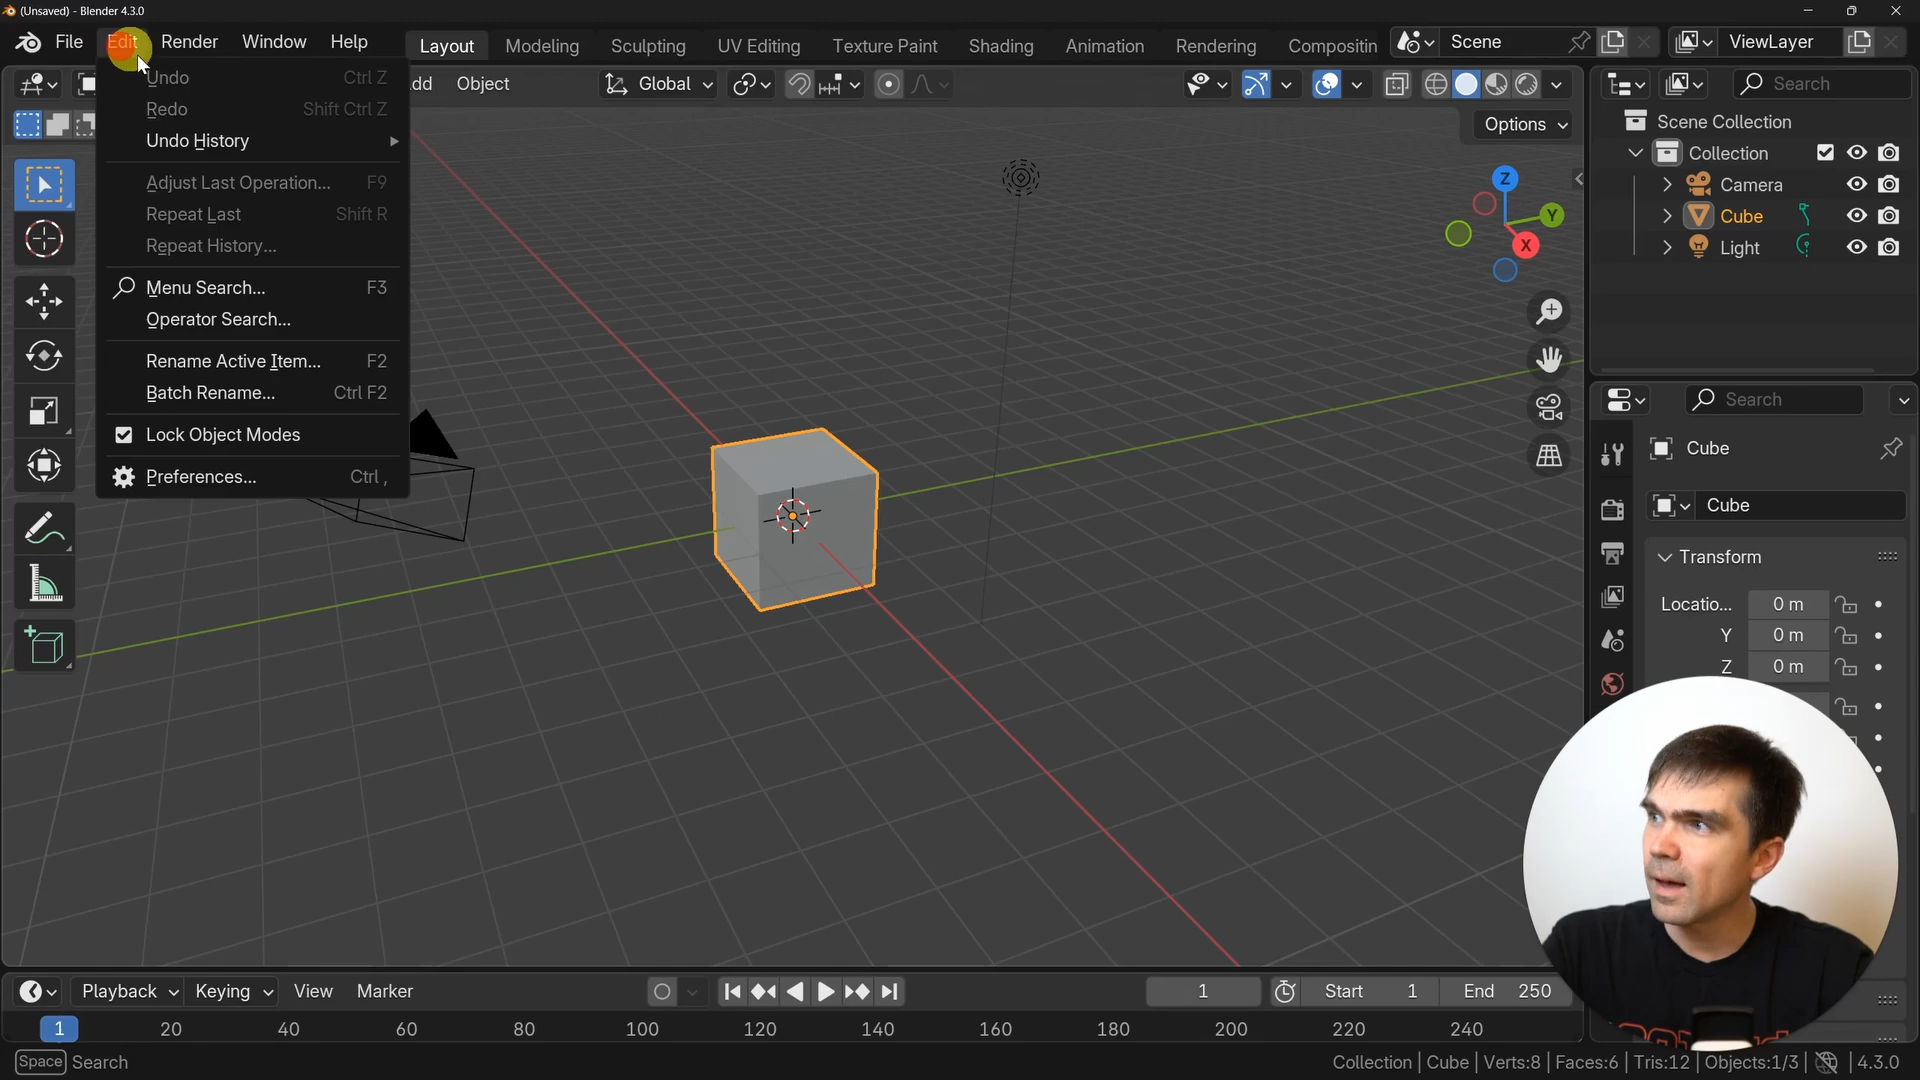 (Unsaved) - Blender 4.3.0
File Edit Render Window Help Layout Modeling Sculpting UV Editing Texture Paint Shading Animation Rendering Compositin Scene ViewLayer
dd Object Global Search
Undo Ctrl Z
Redo Shift Ctrl Z
Undo History
Adjust Last Operation... F9
Repeat Last Shift R
Repeat History...
Menu Search... F3
Operator Search...
Rename Active Item... F2
Batch Rename... Ctrl F2
Lock Object Modes
Preferences... Ctrl ,
Options
Z
Y
X
Scene Collection
Collection
Camera
Cube
Light
Search
Cube
Cube
Transform
Locatio... 0 m
Y 0 m
Z 0 m
Playback Keying View Marker 1 Start 1 End 250
1 20 40 60 80 100 120 140 160 180 200 220 240
Space Search Collection | Cube | Verts:8 | Faces:6 | Tris:12 | Objects:1/3 | 4.3.0